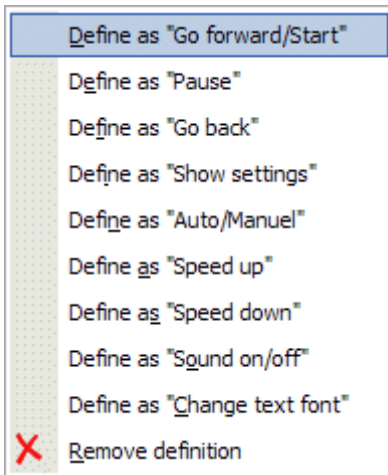 Define as "Go forward/Start"
Define as "Pause"
Define as "Go back"
Define as "Show settings"
Define as "Auto/Manuel"
Define as "Speed up"
Define as "Speed down"
Define as "Sound on/off"
Define as "Change text font"
Remove definition